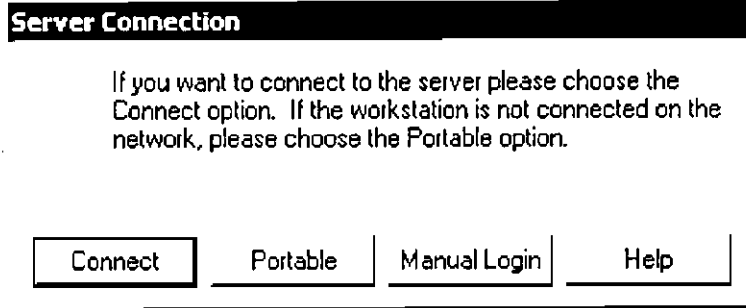 Server Connection
If you want to connect to the server please choose the
Connect option. If the workstation is not connected on the
network, please choose the Portable option.
Connect Portable Manual Login Help